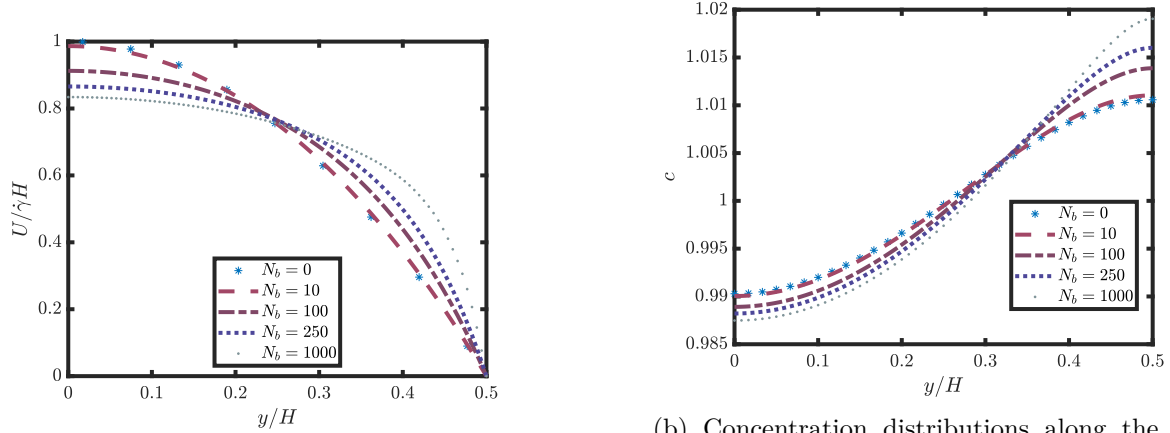 1
0.8
0.6
0.4
0.2
0
U/γ̇H
0 0.1 0.2 0.3 0.4 0.5
y/H
N_b = 0
N_b = 10
N_b = 100
N_b = 250
N_b = 1000
1.02
1.015
1.01
1.005
1
0.995
0.99
0.985
c
0 0.1 0.2 0.3 0.4 0.5
y/H
N_b = 0
N_b = 10
N_b = 100
N_b = 250
N_b = 1000
(b) Concentration distributions along the